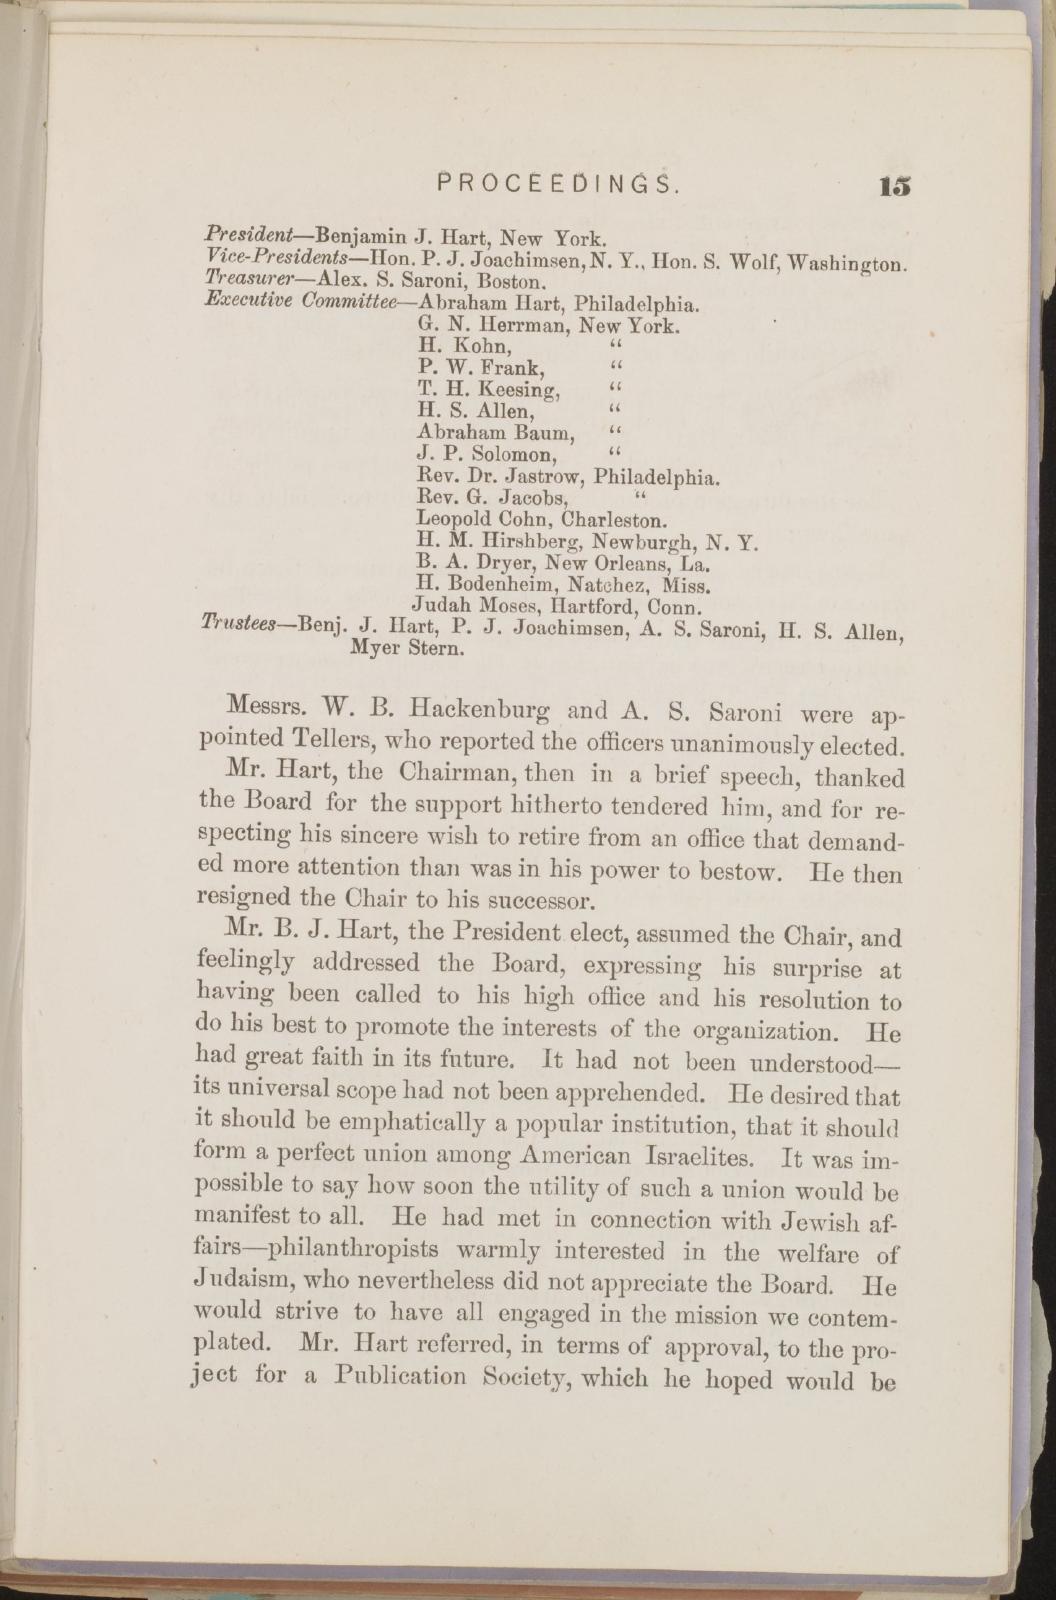 PROCEEDINGS. 15
President—Benjamin J. Hart, New York.
Vice-Presidents—Hon. P. J. Joachimsen, N. Y., Hon. S. Wolf, Washington.
Treasurer—Alex. S. Saroni, Boston.
Executive Committee—Abraham Hart, Philadelphia.
G. N. Herrman, New York.
H. Kohn, “
P. W. Frank, “
T. H. Keesing, “
H. S. Allen, “
Abraham Baum, “
J. P. Solomon, “
Rev. Dr. Jastrow, Philadelphia.
Rev. G. Jacobs, “
Leopold Cohn, Charleston.
H. M. Hirshberg, Newburgh, N. Y.
B. A. Dryer, New Orleans, La.
H. Bodenheim, Natchez, Miss.
Judah Moses, Hartford, Conn.
Trustees—Benj. J. Hart, P. J. Joachimsen, A. S. Saroni, H. S. Allen,
Myer Stern.
Messrs. W. B. Hackenburg and A. S. Saroni were ap-
pointed Tellers, who reported the officers unanimously elected.
Mr. Hart, the Chairman, then in a brief speech, thanked
the Board for the support hitherto tendered him, and for re-
specting his sincere wish to retire from an office that demand-
ed more attention than was in his power to bestow. He then
resigned the Chair to his successor.
Mr. B. J. Hart, the President elect, assumed the Chair, and
feelingly addressed the Board, expressing his surprise at
having been called to his high office and his resolution to
do his best to promote the interests of the organization. He
had great faith in its future. It had not been understood—
its universal scope had not been apprehended. He desired that
it should be emphatically a popular institution, that it should
form a perfect union among American Israelites. It was im-
possible to say how soon the utility of such a union would be
manifest to all. He had met in connection with Jewish af-
fairs—philanthropists warmly interested in the welfare of
Judaism, who nevertheless did not appreciate the Board. He
would strive to have all engaged in the mission we contem-
plated. Mr. Hart referred, in terms of approval, to the pro-
ject for a Publication Society, which he hoped would be